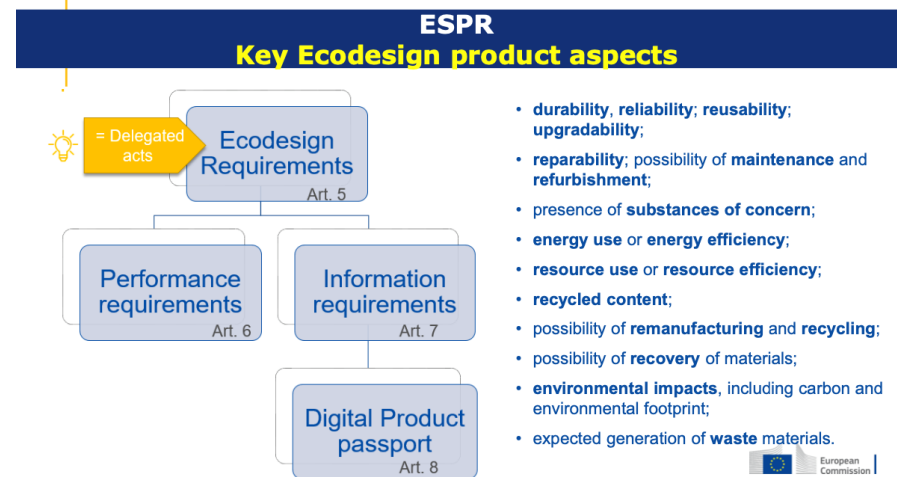 ESPR
Key Ecodesign product aspects
= Delegated
acts
Ecodesign
Requirements
Art. 5
Performance
requirements
Art. 6
Information
requirements
Art. 7
Digital Product
passport
Art. 8
• durability, reliability; reusability;
upgradability;
• reparability; possibility of maintenance and
refurbishment;
• presence of substances of concern;
• energy use or energy efficiency;
• resource use or resource efficiency;
• recycled content;
• possibility of remanufacturing and recycling;
• possibility of recovery of materials;
• environmental impacts, including carbon and
environmental footprint;
• expected generation of waste materials.
European
Commission